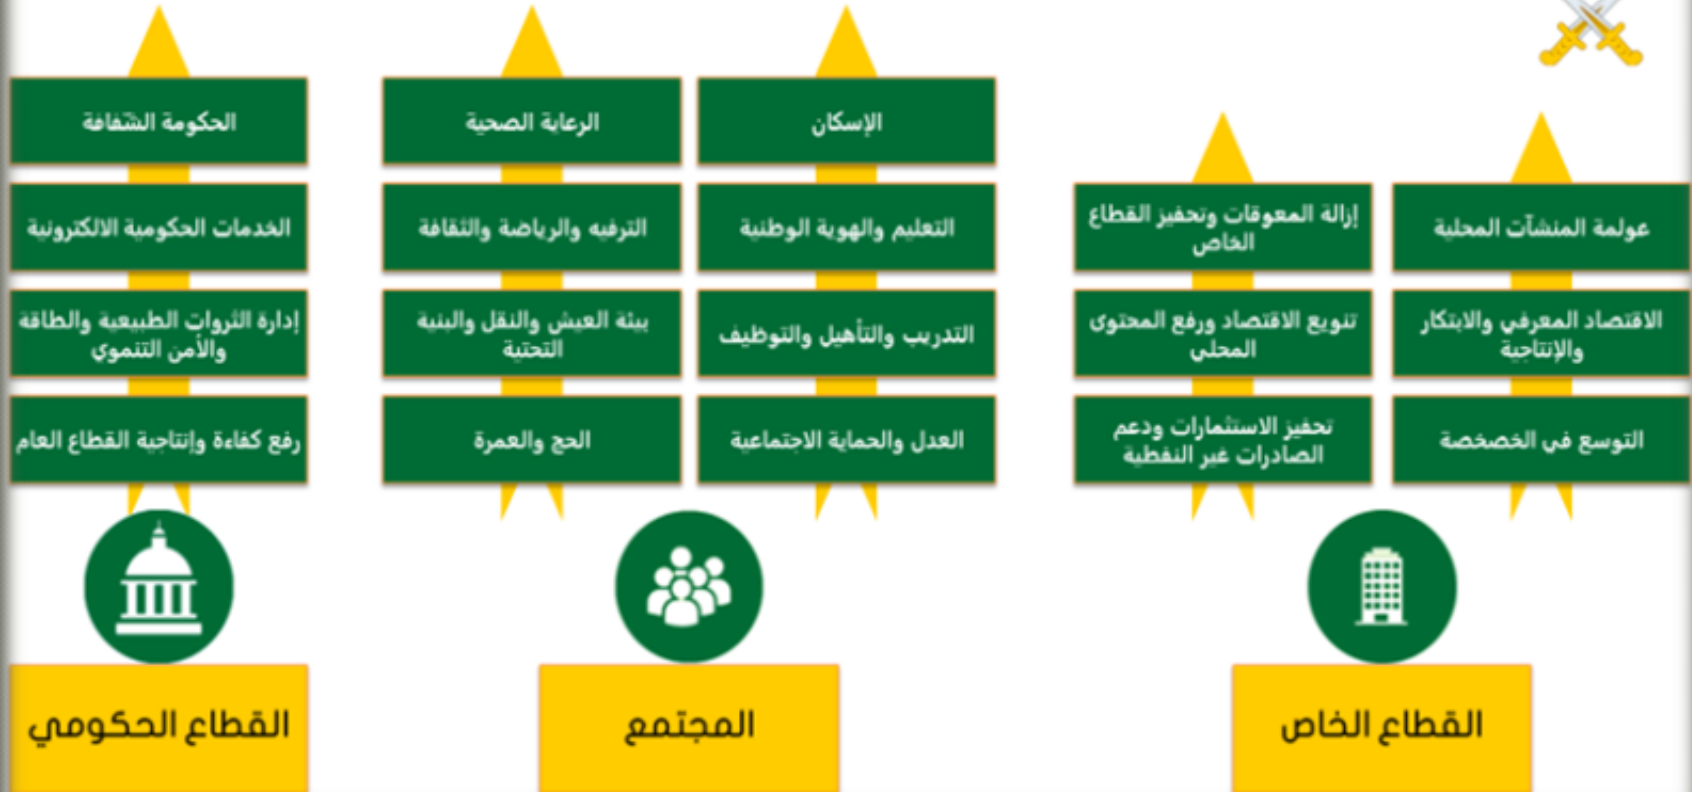 عولمة المنشآت المحلية
الاقتصاد المعرفي والابتكار
والإنتاجية
التوسع في الخصخصة
إزالة المعوقات وتحفيز القطاع
الخاص
تنويع الاقتصاد ورفع المحتوى
المحلي
تحفيز الاستثمارات ودعم
الصادرات غير النفطية
القطاع الخاص
الإسكان
التعليم والهوية الوطنية
التدريب والتأهيل والتوظيف
العدل والحماية الاجتماعية
الرعاية الصحية
الترفيه والرياضة والثقافة
بيئة العيش والنقل والبنية
التحتية
الحج والعمرة
المجتمع
الحكومة الشفافة
الخدمات الحكومية الالكترونية
إدارة الثروات الطبيعية والطاقة
والأمن التنموي
رفع كفاءة وإنتاجية القطاع العام
القطاع الحكومي